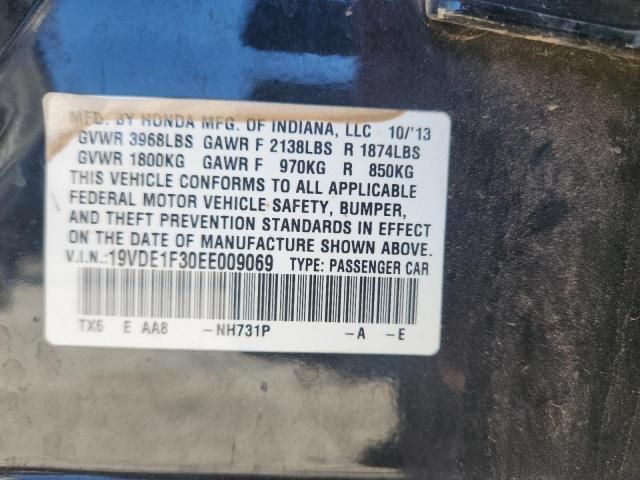 MFD. BY HONDA MFG. OF INDIANA, LLC 10/'13
GVWR 3968LBS GAWR F 2138LBS R 1874LBS
GVWR 1800KG GAWR F 970KG R 850KG
THIS VEHICLE CONFORMS TO ALL APPLICABLE
FEDERAL MOTOR VEHICLE SAFETY, BUMPER,
AND THEFT PREVENTION STANDARDS IN EFFECT
ON THE DATE OF MANUFACTURE SHOWN ABOVE.
V.I.N.:19VDE1F30EE009069 TYPE: PASSENGER CAR
TX6 E AA8 -NH731P -A -E